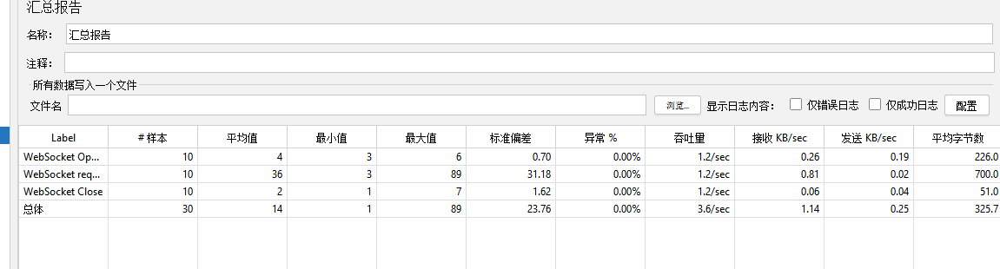 汇总报告
名称： 汇总报告
注释：
所有数据写入一个文件
文件名 浏览... 显示日志内容： 仅错误日志 仅成功日志 配置
Label # 样本 平均值 最小值 最大值 标准偏差 异常 % 吞吐量 接收 KB/sec 发送 KB/sec 平均字节数
WebSocket Op... 10 4 3 6 0.70 0.00% 1.2/sec 0.26 0.19 226.0
WebSocket req... 10 36 3 89 31.18 0.00% 1.2/sec 0.81 0.02 700.0
WebSocket Close 10 2 1 7 1.62 0.00% 1.2/sec 0.06 0.04 51.0
总体 30 14 1 89 23.76 0.00% 3.6/sec 1.14 0.25 325.7